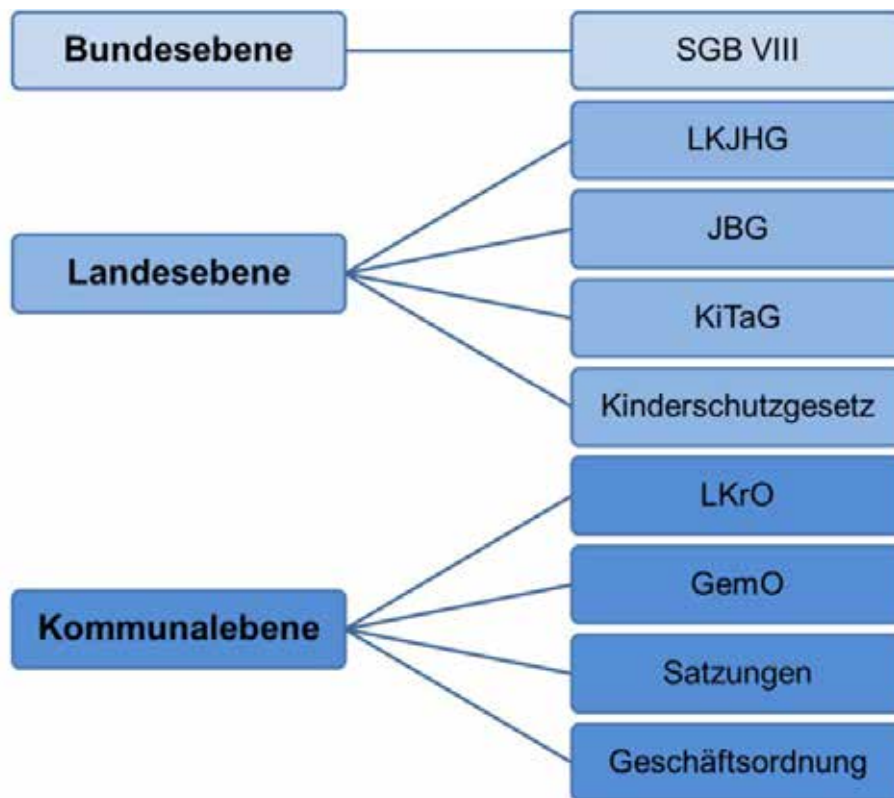 Bundesebene
SGB VIII
Landesebene
LKJHG
JBG
KiTaG
Kinderschutzgesetz
Kommunalebene
LKrO
GemO
Satzungen
Geschäftsordnung